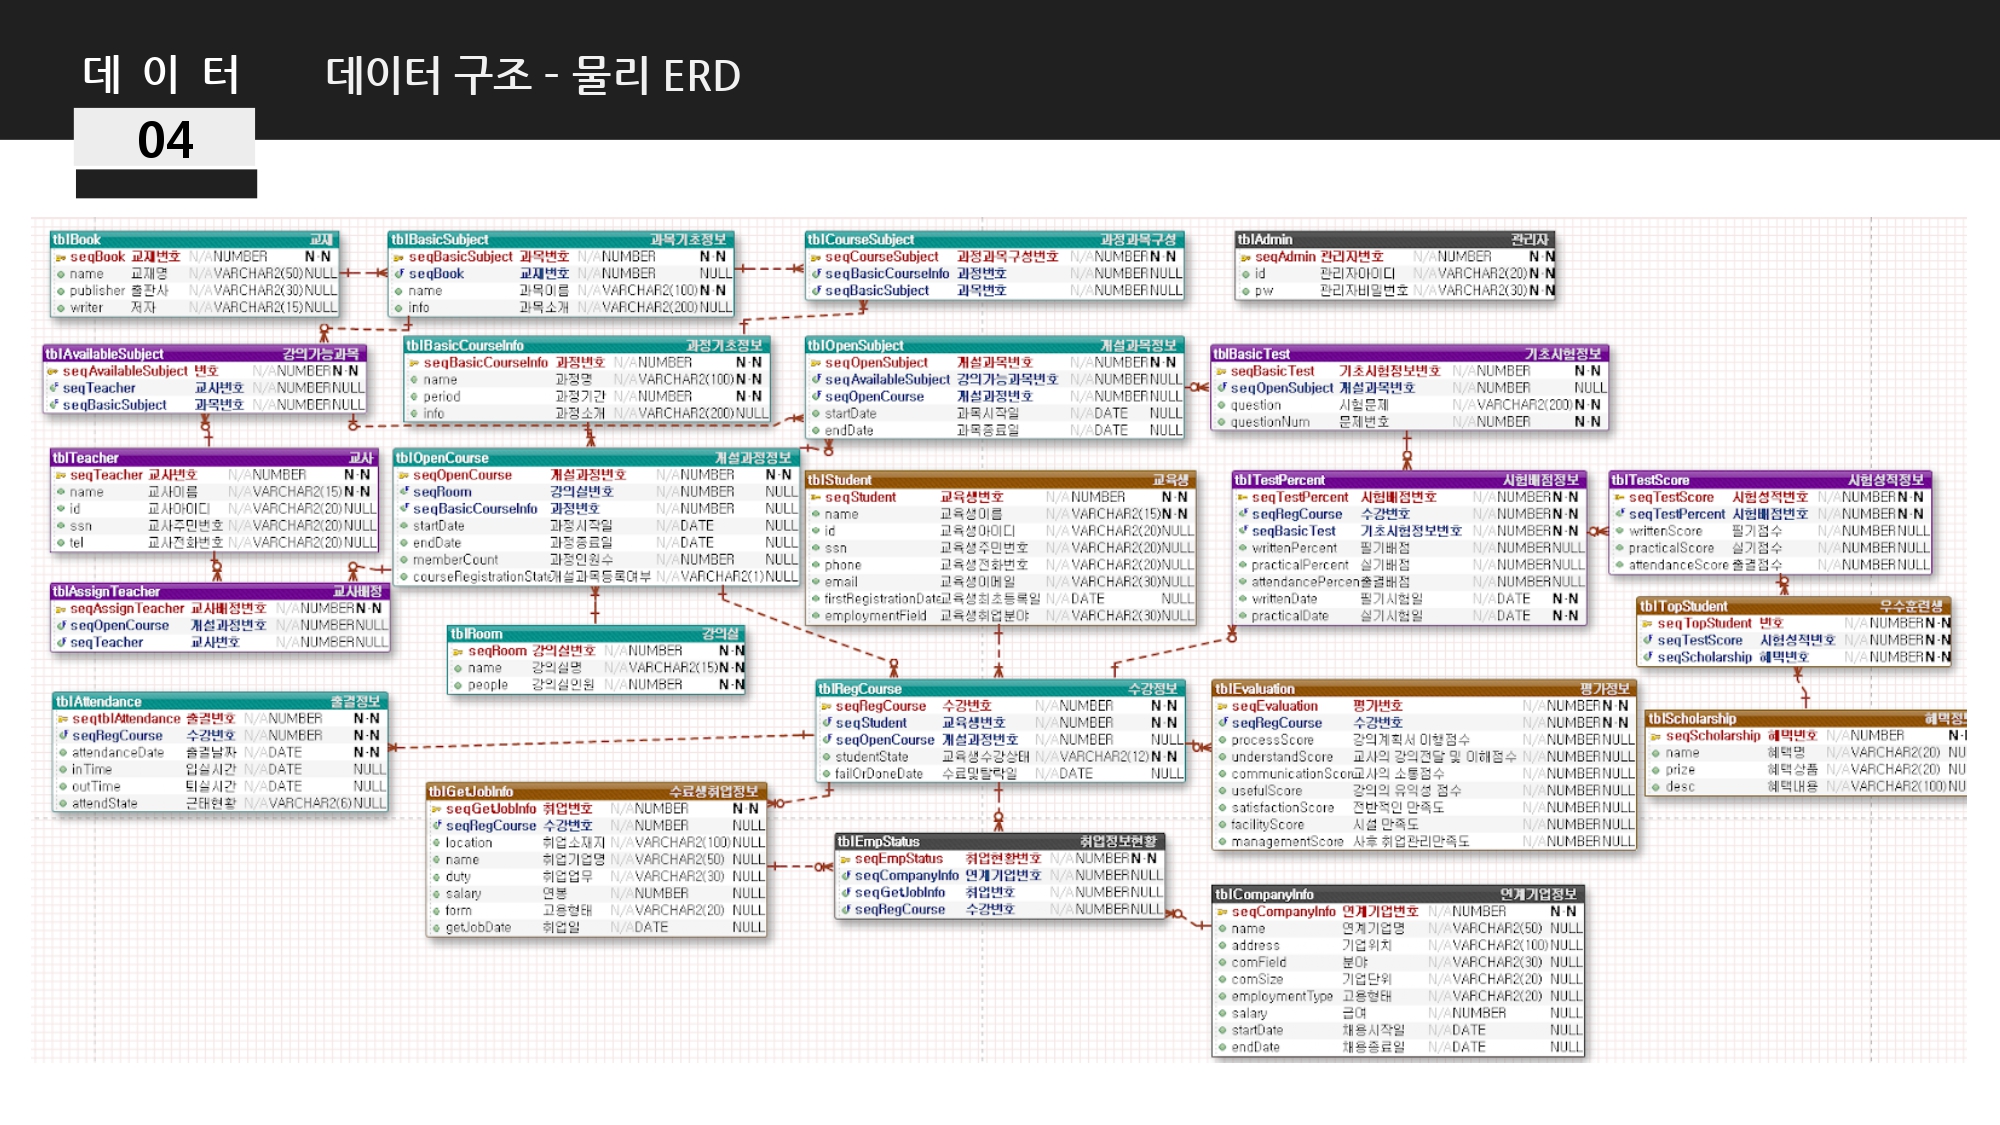 데 이 터
데이터 구조 - 물리 ERD
04
tblBook 교재
seqBook 교재번호 N/A NUMBER N-N
name 교재명 N/A VARCHAR2(50) NULL
publisher 출판사 N/A VARCHAR2(30) NULL
writer 저자 N/A VARCHAR2(15) NULL
tblBasicSubject 과목기초정보
seqBasicSubject 과목번호 N/A NUMBER N-N
seqBook 교재번호 N/A NUMBER NULL
name 과목이름 N/A VARCHAR2(100) N-N
info 과목소개 N/A VARCHAR2(200) NULL
tblCourseSubject 과정과목구성
seqCourseSubject 과정과목구성번호 N/A NUMBER N-N
seqBasicCourseInfo 과정번호 N/A NUMBER NULL
seqBasicSubject 과목번호 N/A NUMBER NULL
tblAdmin 관리자
seqAdmin 관리자번호 N/A NUMBER N-N
id 관리자아이디 N/A VARCHAR2(20) N-N
pw 관리자비밀번호 N/A VARCHAR2(30) N-N
tblAvailableSubject 강의가능과목
seqAvailableSubject 번호 N/A NUMBER N-N
seqTeacher 교사번호 N/A NUMBER NULL
seqBasicSubject 과목번호 N/A NUMBER NULL
tblBasicCourseInfo 과정기초정보
seqBasicCourseInfo 과정번호 N/A NUMBER N-N
name 과정명 N/A VARCHAR2(100) N-N
period 과정기간 N/A NUMBER N-N
info 과정소개 N/A VARCHAR2(200) NULL
tblOpenSubject 개설과목정보
seqOpenSubject 개설과목번호 N/A NUMBER N-N
seqAvailableSubject 강의가능과목번호 N/A NUMBER NULL
seqOpenCourse 개설과정번호 N/A NUMBER NULL
startDate 과목시작일 N/A DATE NULL
endDate 과목종료일 N/A DATE NULL
tblBasicTest 기초시험정보
seqBasicTest 기초시험정보번호 N/A NUMBER N-N
seqOpenSubject 개설과목번호 N/A NUMBER NULL
question 시험문제 N/A VARCHAR2(200) N-N
questionNum 문제번호 N/A NUMBER N-N
tblTeacher 교사
seqTeacher 교사번호 N/A NUMBER N-N
name 교사이름 N/A VARCHAR2(15) N-N
id 교사아이디 N/A VARCHAR2(20) NULL
ssn 교사주민번호 N/A VARCHAR2(20) NULL
tel 교사전화번호 N/A VARCHAR2(20) NULL
tblOpenCourse 개설과정정보
seqOpenCourse 개설과정번호 N/A NUMBER N-N
seqRoom 강의실번호 N/A NUMBER NULL
seqBasicCourseInfo 과정번호 N/A NUMBER NULL
startDate 과정시작일 N/A DATE NULL
endDate 과정종료일 N/A DATE NULL
memberCount 과정인원수 N/A NUMBER NULL
courseRegistrationState 개설과목등록여부 N/A VARCHAR2(1) NULL
tblStudent 교육생
seqStudent 교육생번호 N/A NUMBER N-N
name 교육생이름 N/A VARCHAR2(15) N-N
id 교육생아이디 N/A VARCHAR2(20) NULL
ssn 교육생주민번호 N/A VARCHAR2(20) NULL
phone 교육생전화번호 N/A VARCHAR2(20) NULL
email 교육생이메일 N/A VARCHAR2(30) NULL
firstRegistrationDate 교육생최초등록일 N/A DATE NULL
employmentField 교육생취업분야 N/A VARCHAR2(30) NULL
tblTestPercent 시험배점정보
seqTestPercent 시험배점번호 N/A NUMBER N-N
seqRegCourse 수강번호 N/A NUMBER N-N
seqBasicTest 기초시험정보번호 N/A NUMBER N-N
writtenPercent 필기배점 N/A NUMBER NULL
practicalPercent 실기배점 N/A NUMBER NULL
attendancePercen 출결배점 N/A NUMBER NULL
writtenDate 필기시험일 N/A DATE N-N
practicalDate 실기시험일 N/A DATE N-N
tblTestScore 시험성적정보
seqTestScore 시험성적번호 N/A NUMBER N-N
seqTestPercent 시험배점번호 N/A NUMBER N-N
writtenScore 필기점수 N/A NUMBER NULL
practicalScore 실기점수 N/A NUMBER NULL
attendanceScore 출결점수 N/A NUMBER NULL
tblAssignTeacher 교사배정
seqAssignTeacher 교사배정번호 N/A NUMBER N-N
seqOpenCourse 개설과정번호 N/A NUMBER NULL
seqTeacher 교사번호 N/A NUMBER NULL
tblRoom 강의실
seqRoom 강의실번호 N/A NUMBER N-N
name 강의실명 N/A VARCHAR2(15) N-N
people 강의실인원 N/A NUMBER N-N
tblTopStudent 우수훈련생
seqTopStudent 번호 N/A NUMBER N-N
seqTestScore 시험성적번호 N/A NUMBER N-N
seqScholarship 혜택번호 N/A NUMBER N-N
tblAttendance 출결정보
seqtblAttendance 출결번호 N/A NUMBER N-N
seqRegCourse 수강번호 N/A NUMBER N-N
attendanceDate 출결날짜 N/A DATE N-N
inTime 입실시간 N/A DATE NULL
outTime 퇴실시간 N/A DATE NULL
attendState 근태현황 N/A VARCHAR2(6) NULL
tblRegCourse 수강정보
seqRegCourse 수강번호 N/A NUMBER N-N
seqStudent 교육생번호 N/A NUMBER N-N
seqOpenCourse 개설과정번호 N/A NUMBER NULL
studentState 교육생수강상태 N/A VARCHAR2(12) N-N
failOrDoneDate 수료및탈락일 N/A DATE NULL
tblEvaluation 평가정보
seqEvaluation 평가번호 N/A NUMBER N-N
seqRegCourse 수강번호 N/A NUMBER N-N
processScore 강의계획서 이행점수 N/A NUMBER NULL
understandScore 교사의 강의전달 및 이해점수 N/A NUMBER NULL
communicationScore 교사의 소통점수 N/A NUMBER NULL
usefulScore 강의의 유익성 점수 N/A NUMBER NULL
satisfactionScore 전반적인 만족도 N/A NUMBER NULL
facilityScore 시설 만족도 N/A NUMBER NULL
managementScore 사후 취업관리만족도 N/A NUMBER NULL
tblScholarship 혜택정보
seqScholarship 혜택번호 N/A NUMBER N-
name 혜택명 N/A VARCHAR2(20) NU
prize 혜택상품 N/A VARCHAR2(20) NU
desc 혜택내용 N/A VARCHAR2(100) NU
tblGetJobInfo 수료생취업정보
seqGetJobInfo 취업번호 N/A NUMBER N-N
seqRegCourse 수강번호 N/A NUMBER NULL
location 취업소재지 N/A VARCHAR2(100) NULL
name 취업기업명 N/A VARCHAR2(50) NULL
duty 취업업무 N/A VARCHAR2(30) NULL
salary 연봉 N/A NUMBER NULL
form 고용형태 N/A VARCHAR2(20) NULL
getJobDate 취업일 N/A DATE NULL
tblEmpStatus 취업정보현황
seqEmpStatus 취업현황번호 N/A NUMBER N-N
seqCompanyInfo 연계기업번호 N/A NUMBER NULL
seqGetJobInfo 취업번호 N/A NUMBER NULL
seqRegCourse 수강번호 N/A NUMBER NULL
tblCompanyInfo 연계기업정보
seqCompanyInfo 연계기업번호 N/A NUMBER N-N
name 연계기업명 N/A VARCHAR2(50) NULL
address 기업위치 N/A VARCHAR2(100) NULL
comField 분야 N/A VARCHAR2(30) NULL
comSize 기업단위 N/A VARCHAR2(20) NULL
employmentType 고용형태 N/A VARCHAR2(20) NULL
salary 급여 N/A NUMBER NULL
startDate 채용시작일 N/A DATE NULL
endDate 채용종료일 N/A DATE NULL